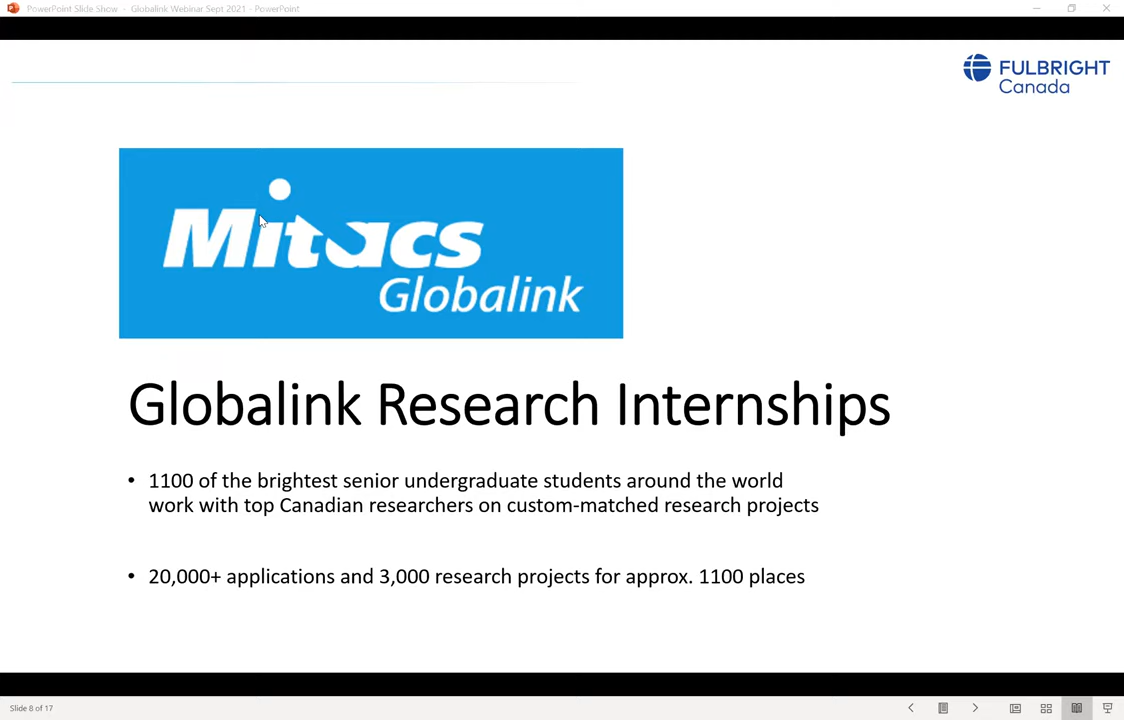 PowerPoint Slide Show - Globalink Webinar Sept 2021 - PowerPoint
FULBRIGHT
Canada
Mitacs
Globalink
Globalink Research Internships
• 1100 of the brightest senior undergraduate students around the world
work with top Canadian researchers on custom-matched research projects
• 20,000+ applications and 3,000 research projects for approx. 1100 places
Slide 8 of 17